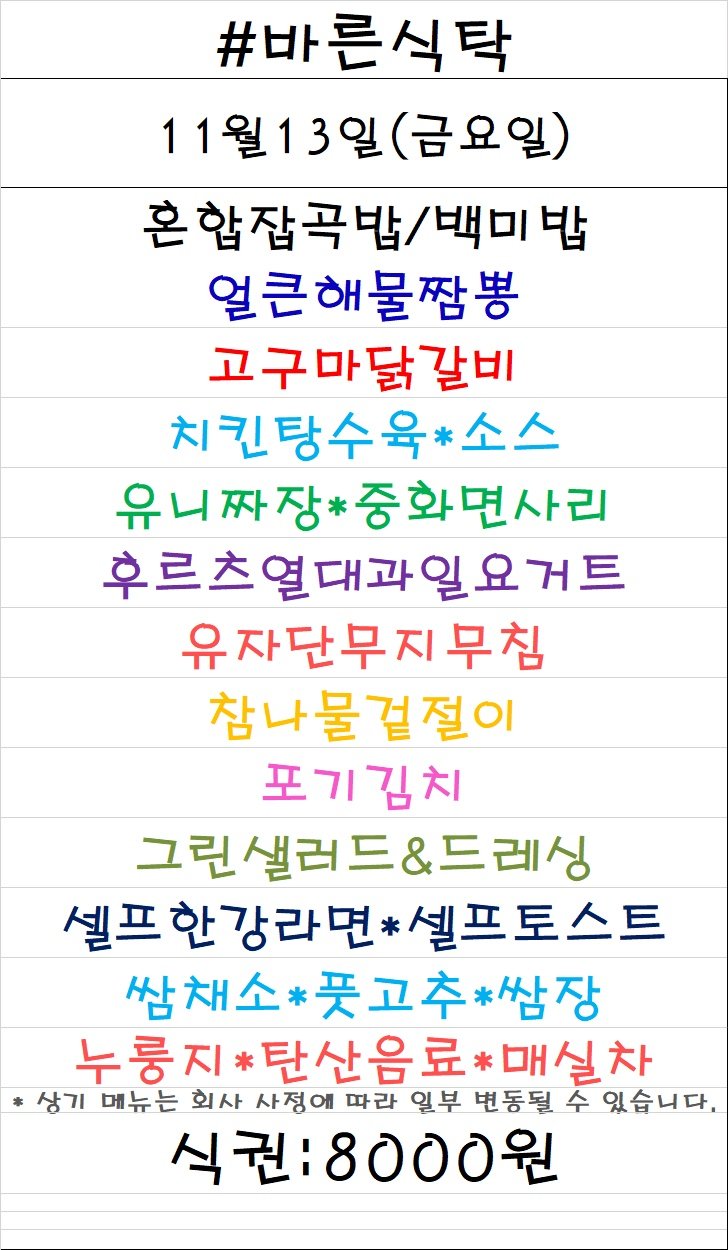 #바른식탁
11월13일(금요일)
혼합잡곡밥/백미밥
얼큰해물짬뽕
고구마닭갈비
치킨탕수육*소스
유니짜장*중화면사리
후르츠열대과일요거트
유자단무지무침
참나물겉절이
포기김치
그린샐러드&드레싱
셀프한강라면*셀프토스트
쌈채소*풋고추*쌈장
누룽지*탄산음료*매실차
* 상기 메뉴는 회사 사정에 따라 일부 변동될 수 있습니다.
식권:8000원